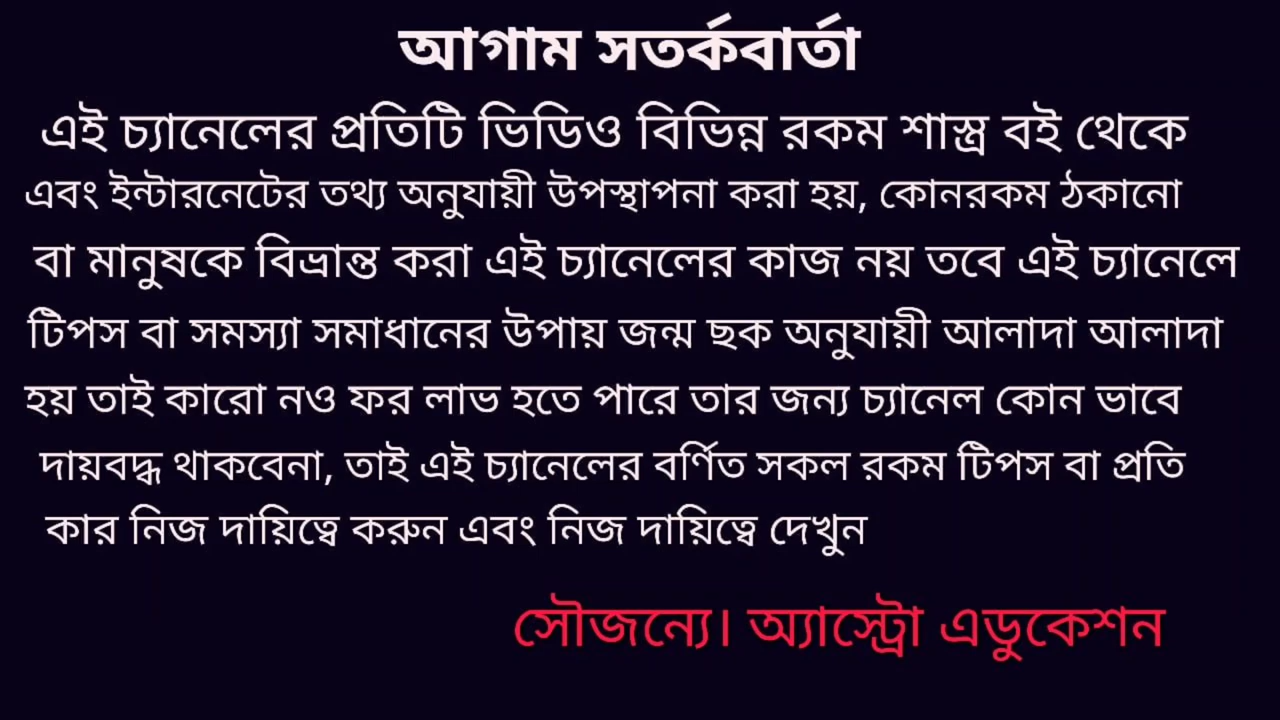 আগাম সতর্কবার্তা
এই চ্যানেলের প্রতিটি ভিডিও বিভিন্ন রকম শাস্ত্র বই থেকে
এবং ইন্টারনেটের তথ্য অনুযায়ী উপস্থাপনা করা হয়, কোনরকম ঠকানো
বা মানুষকে বিভ্রান্ত করা এই চ্যানেলের কাজ নয় তবে এই চ্যানেলে
টিপস বা সমস্যা সমাধানের উপায় জন্ম ছক অনুযায়ী আলাদা আলাদা
হয় তাই কারো নও ফর লাভ হতে পারে তার জন্য চ্যানেল কোন ভাবে
দায়বদ্ধ থাকবেনা, তাই এই চ্যানেলের বর্ণিত সকল রকম টিপস বা প্রতি
কার নিজ দায়িত্বে করুন এবং নিজ দায়িত্বে দেখুন
সৌজন্যে। অ্যাস্ট্রো এডুকেশন